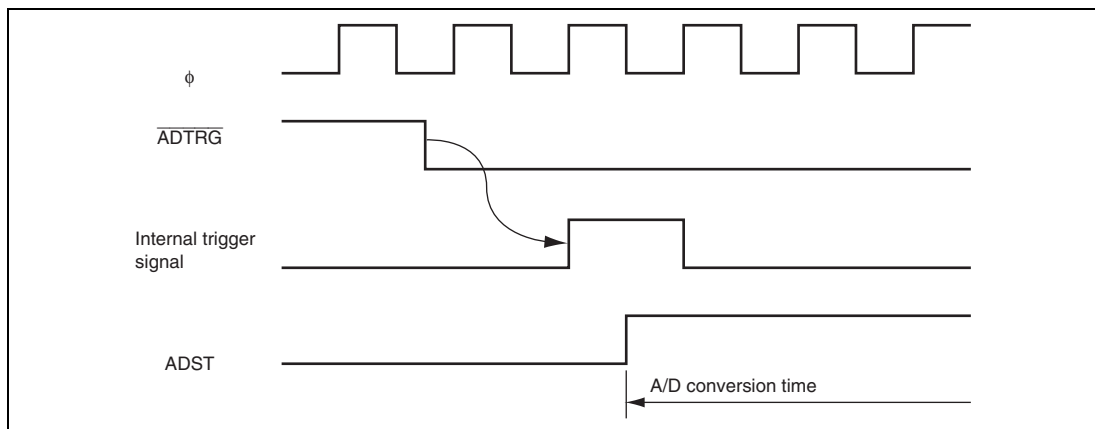 ϕ
ADTRG
Internal trigger
signal
ADST
A/D conversion time